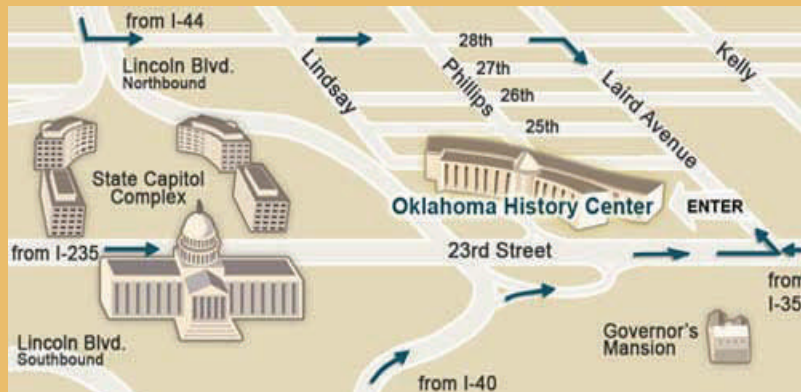 from I-44
Lincoln Blvd.
Northbound
Lindsay
Phillips
28th
27th
26th
25th
Laird Avenue
Kelly
State Capitol
Complex
Oklahoma History Center
ENTER
from I-235
23rd Street
from
I-35
Lincoln Blvd.
Southbound
Governor's
Mansion
from I-40